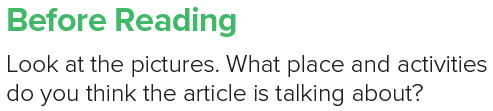 Before Reading
Look at the pictures. What place and activities
do you think the article is talking about?